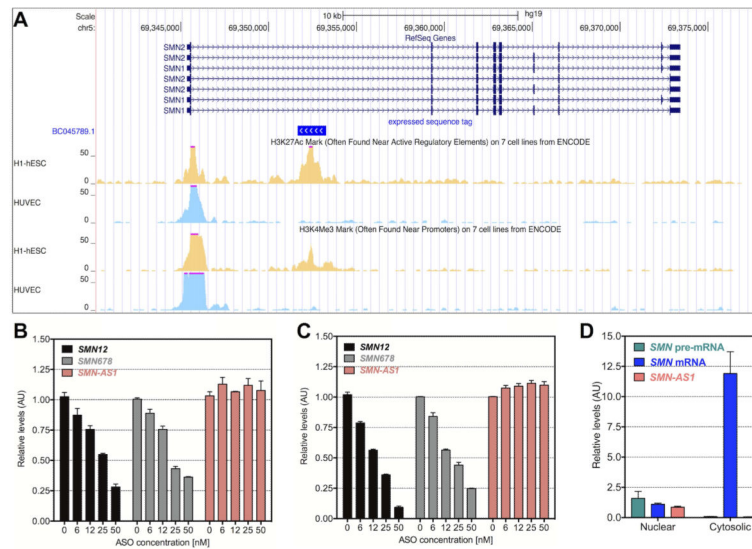 A
Scale
10 kb
hg19
chr5:
69,345,000
69,350,000
69,355,000
69,360,000
69,365,000
69,370,000
69,375,000
RefSeq Genes
SMN2
SMN2
SMN1
SMN2
SMN2
SMN1
SMN1
expressed sequence tag
BC045789.1
H3K27Ac Mark (Often Found Near Active Regulatory Elements) on 7 cell lines from ENCODE
50
H1-hESC
0
50
HUVEC
0
H3K4Me3 Mark (Often Found Near Promoters) on 7 cell lines from ENCODE
50
H1-hESC
0
50
HUVEC
0
B
SMN12
SMN678
SMN-AS1
Relative levels (AU)
1.50
1.25
1.00
0.75
0.50
0.25
0.00
0 6 12 25 50 0 6 12 25 50 0 6 12 25 50
ASO concentration [nM]
C
SMN12
SMN678
SMN-AS1
Relative levels (AU)
1.50
1.25
1.00
0.75
0.50
0.25
0.00
0 6 12 25 50 0 6 12 25 50 0 6 12 25 50
ASO concentration [nM]
D
SMN pre-mRNA
SMN mRNA
SMN-AS1
Relative levels (AU)
15.0
12.5
10.0
7.5
5.0
2.5
0.0
Nuclear Cytosolic